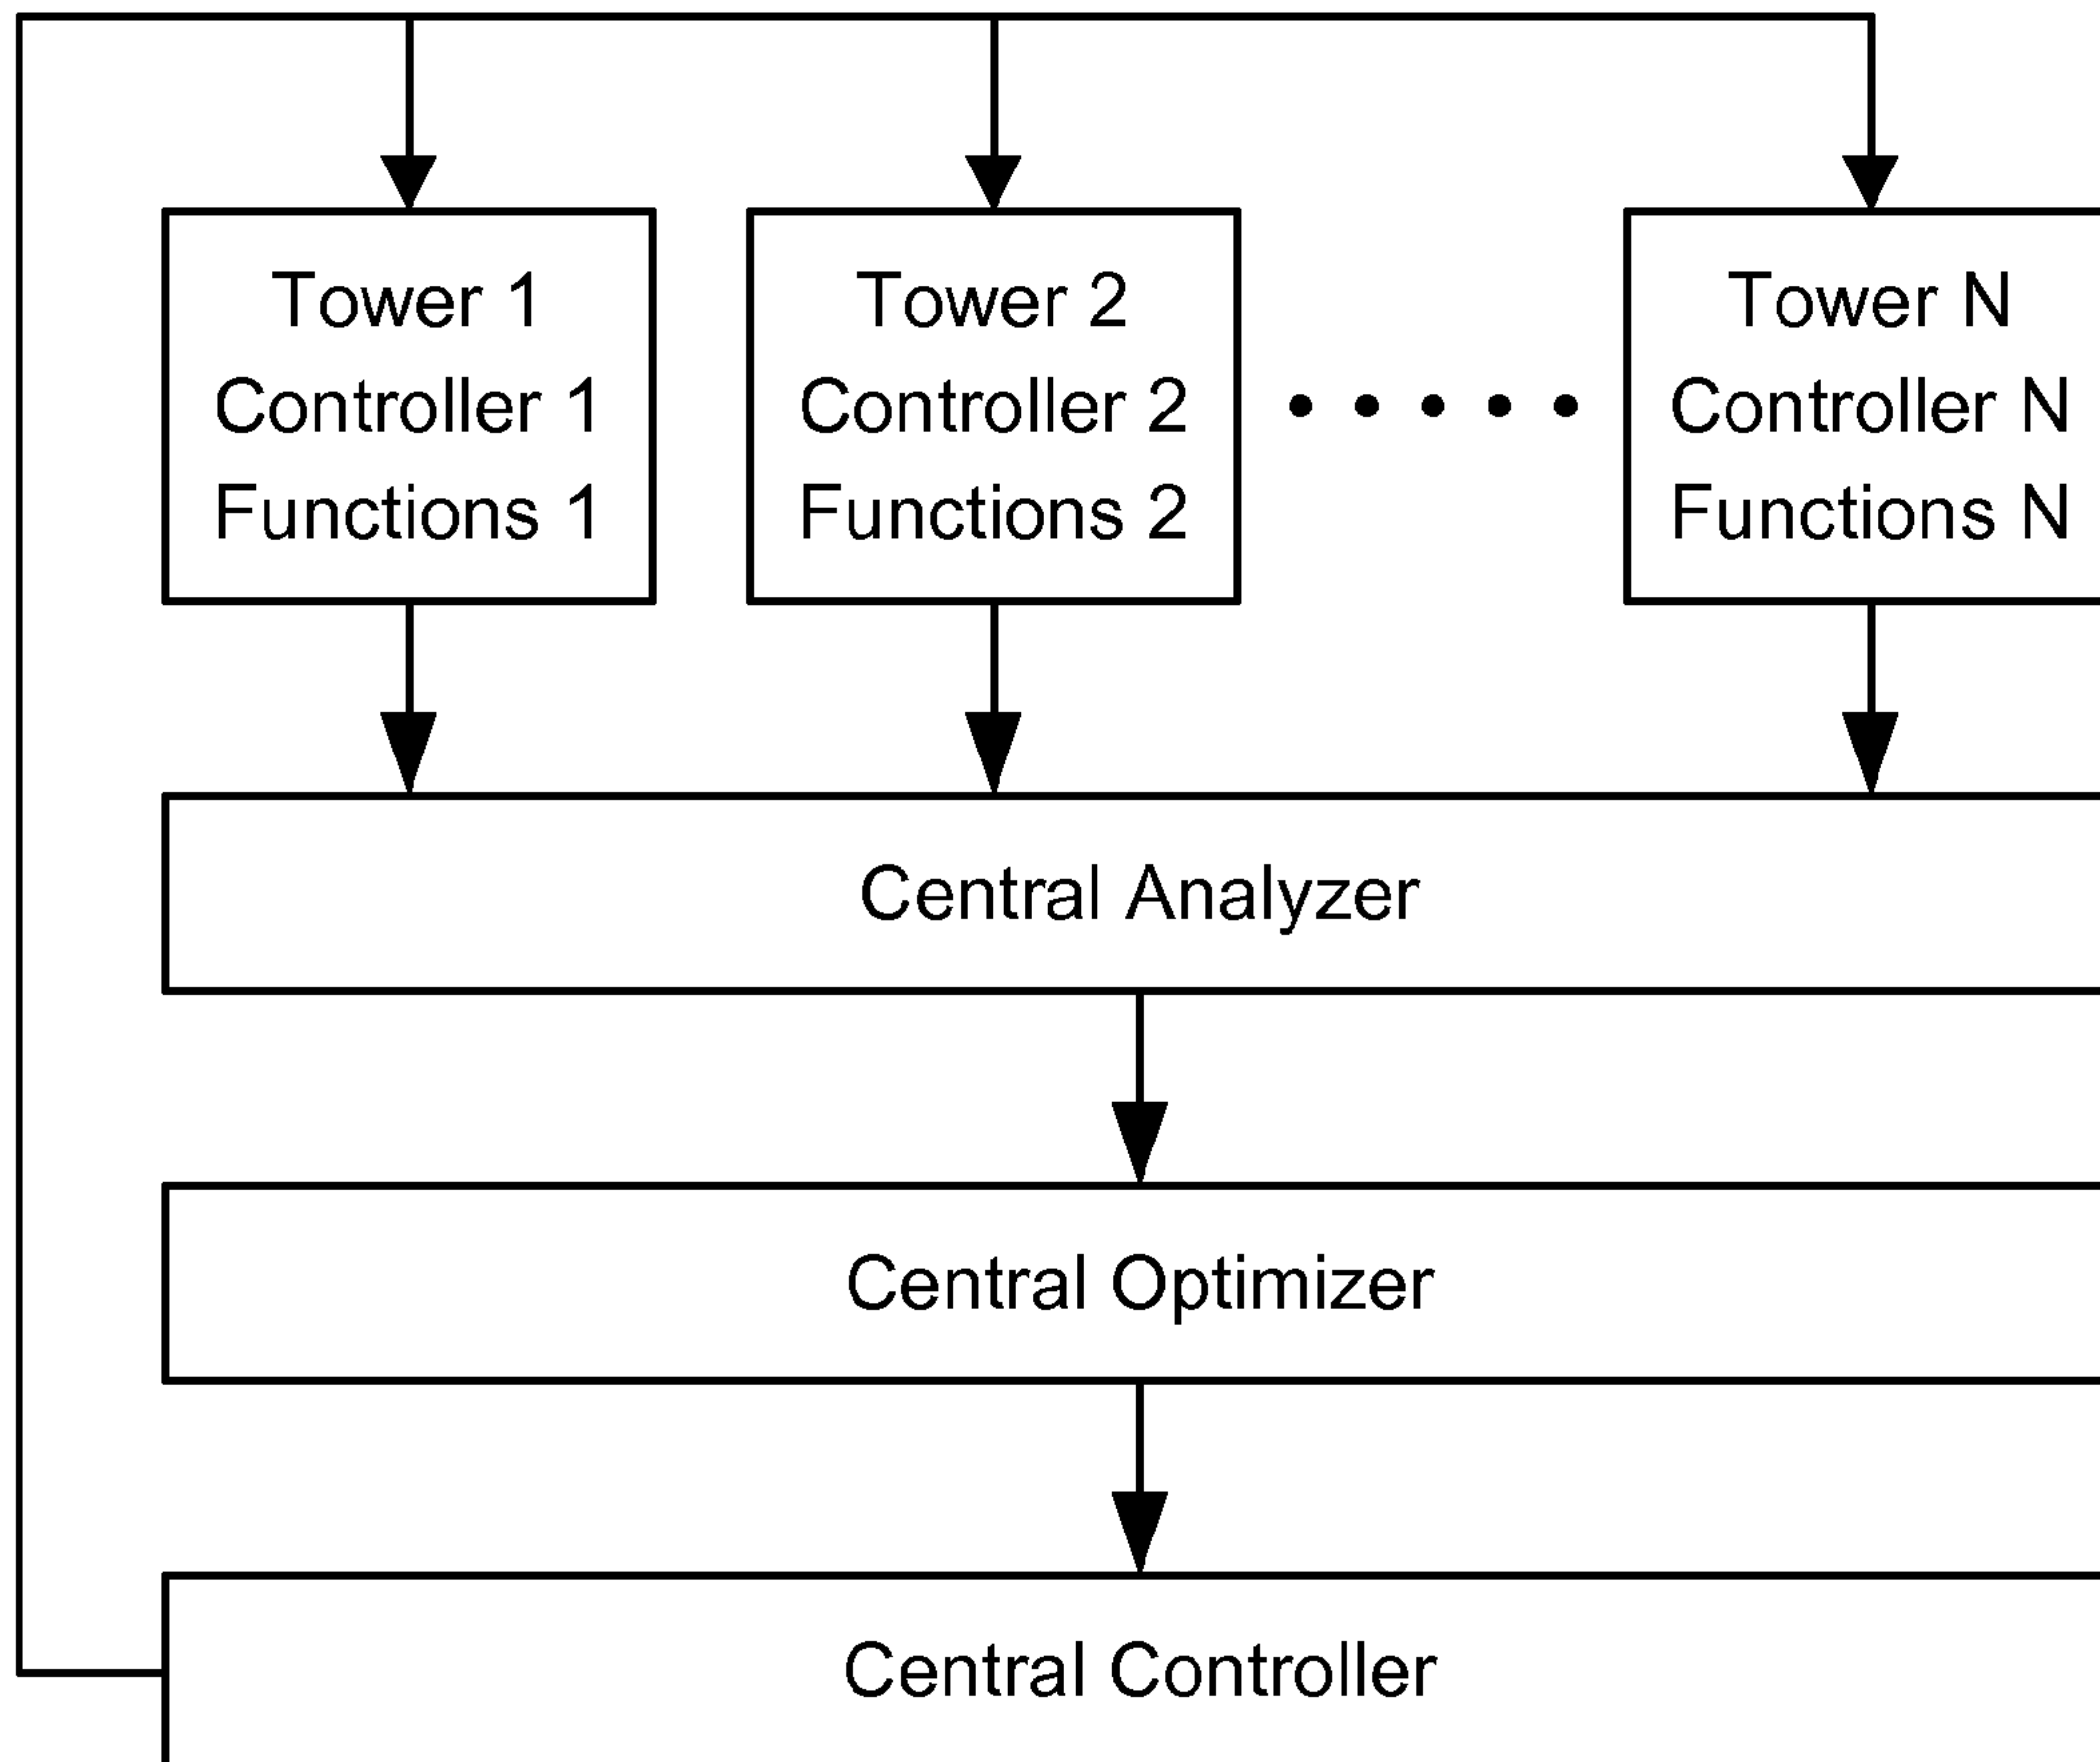 Tower 1
Controller 1
Functions 1
Tower 2
Controller 2
Functions 2
Tower N
Controller N
Functions N
Central Analyzer
Central Optimizer
Central Controller